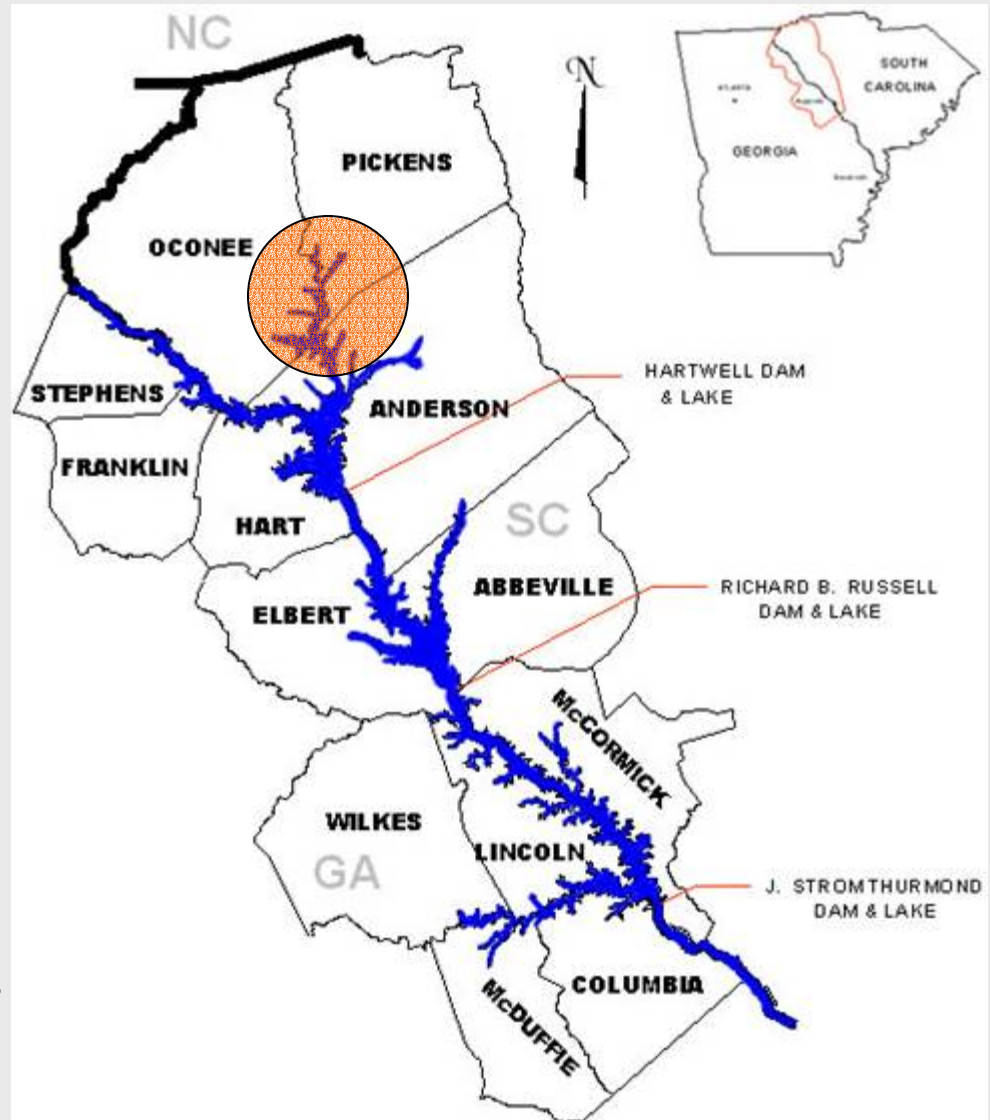 NC
N
SOUTH
CAROLINA
ATLANTA
GEORGIA
PICKENS
OCONEE
STEPHENS
HARTWELL DAM
& LAKE
ANDERSON
FRANKLIN
HART
SC
ABBEVILLE
RICHARD B. RUSSELL
DAM & LAKE
ELBERT
McCORMICK
WILKES
LINCOLN
GA
J. STROMTHURMOND
DAM & LAKE
COLUMBIA
McDUFFIE